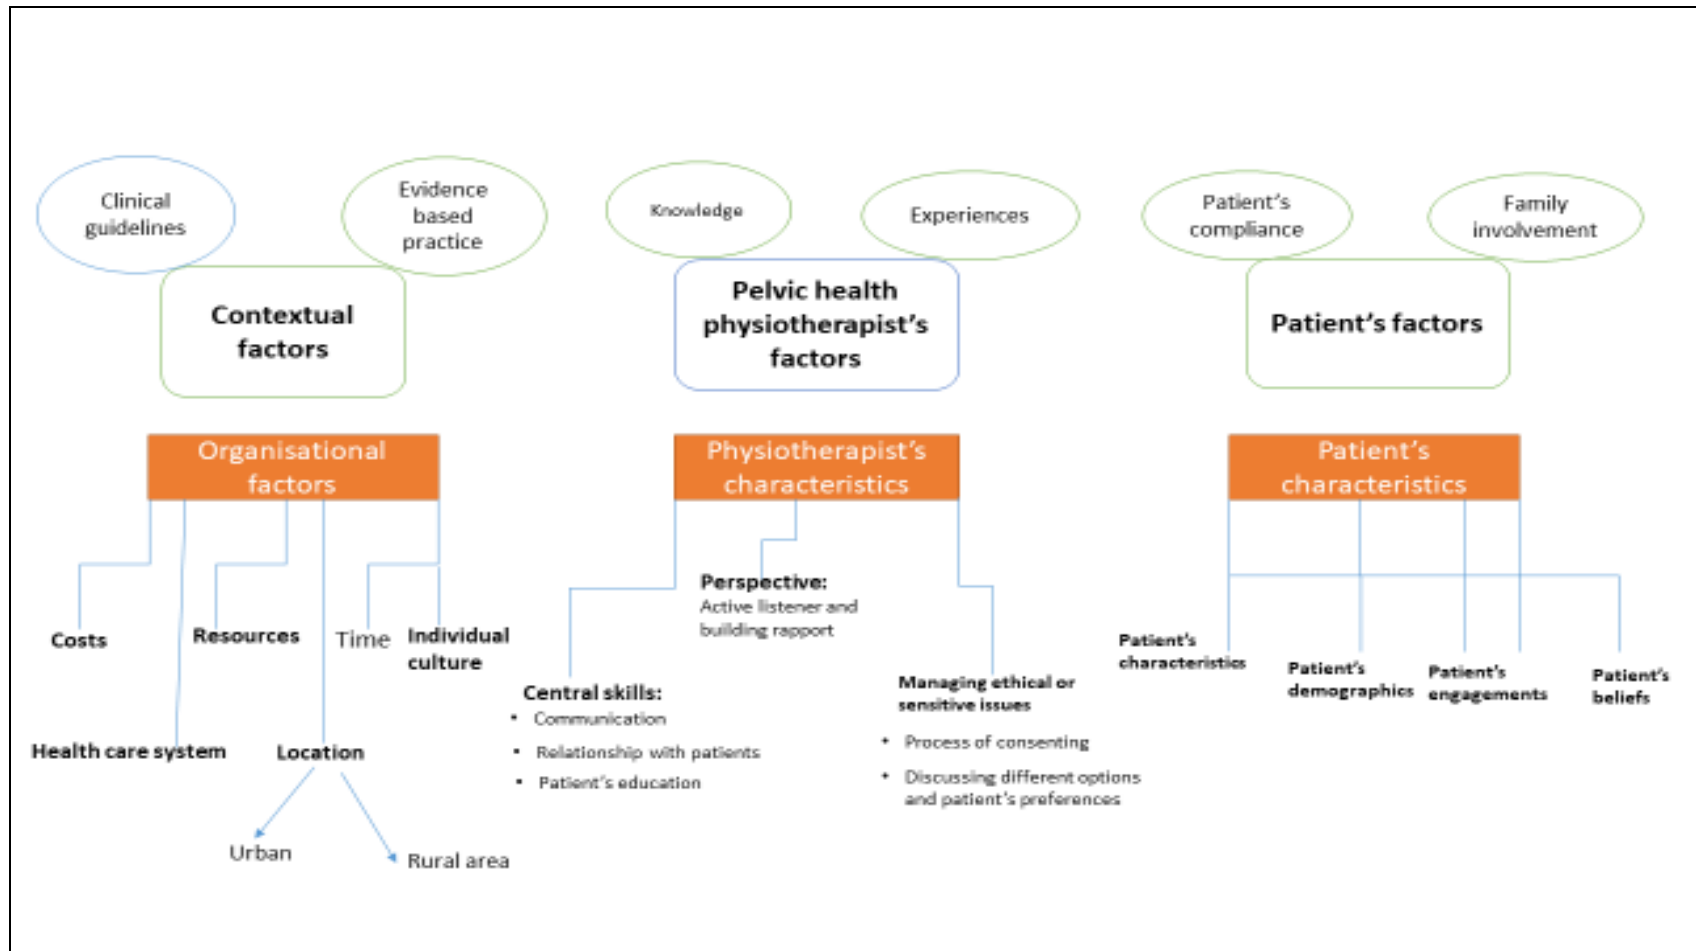 Clinical
guidelines
Evidence
based
practice
Knowledge
Experiences
Patient's
compliance
Family
involvement
Contextual
factors
Pelvic health
physiotherapist's
factors
Patient's factors
Organisational
factors
Physiotherapist's
characteristics
Patient's
characteristics
Costs
Resources
Time
Individual
culture
Health care system
Location
Urban
Rural area
Perspective:
Active listener and
building rapport
Central skills:
• Communication
• Relationship with patients
• Patient's education
Managing ethical or
sensitive issues
• Process of consenting
• Discussing different options
and patient's preferences
Patient's
characteristics
Patient's
demographics
Patient's
engagements
Patient's
beliefs